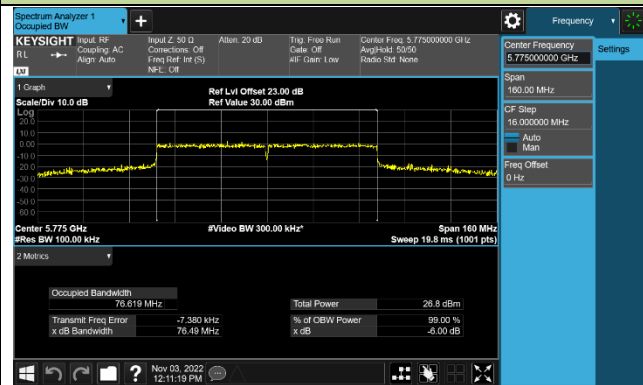 Spectrum Analyzer 1
Occupied BW
Frequency
KEYSIGHT
RL
LXI
Input: RF
Coupling: AC
Align: Auto
Input Z: 50 Ω
Corrections: Off
Freq Ref: Int (S)
NFE: Off
Atten: 20 dB
Trig: Free Run
Gate: Off
#IF Gain: Low
Center Freq: 5.775000000 GHz
Avg|Hold: 50/50
Radio Std: None
Center Frequency
5.775000000 GHz
Settings
Span
160.00 MHz
CF Step
16.000000 MHz
Auto
Man
Freq Offset
0 Hz
1 Graph
Scale/Div 10.0 dB
Ref Lvl Offset 23.00 dB
Ref Value 30.00 dBm
Log
20.0
10.0
0.00
-10.0
-20.0
-30.0
-40.0
-50.0
-60.0
Center 5.775 GHz
#Video BW 300.00 kHz*
Span 160 MHz
#Res BW 100.00 kHz
Sweep 19.8 ms (1001 pts)
2 Metrics
Occupied Bandwidth
76.619 MHz
Total Power 26.8 dBm
Transmit Freq Error -7.380 kHz
% of OBW Power 99.00 %
x dB Bandwidth 76.49 MHz
x dB -6.00 dB
?
Nov 03, 2022
12:11:19 PM